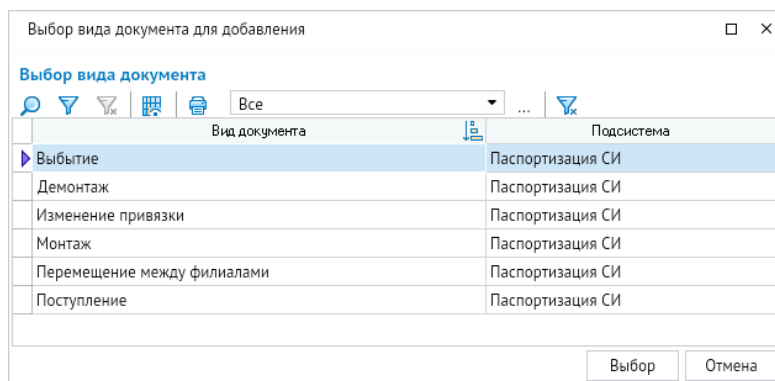 Выбор вида документа для добавления
Выбор вида документа
Все ...
Вид документа Подсистема
Выбытие Паспортизация СИ
Демонтаж Паспортизация СИ
Изменение привязки Паспортизация СИ
Монтаж Паспортизация СИ
Перемещение между филиалами Паспортизация СИ
Поступление Паспортизация СИ
Выбор Отмена